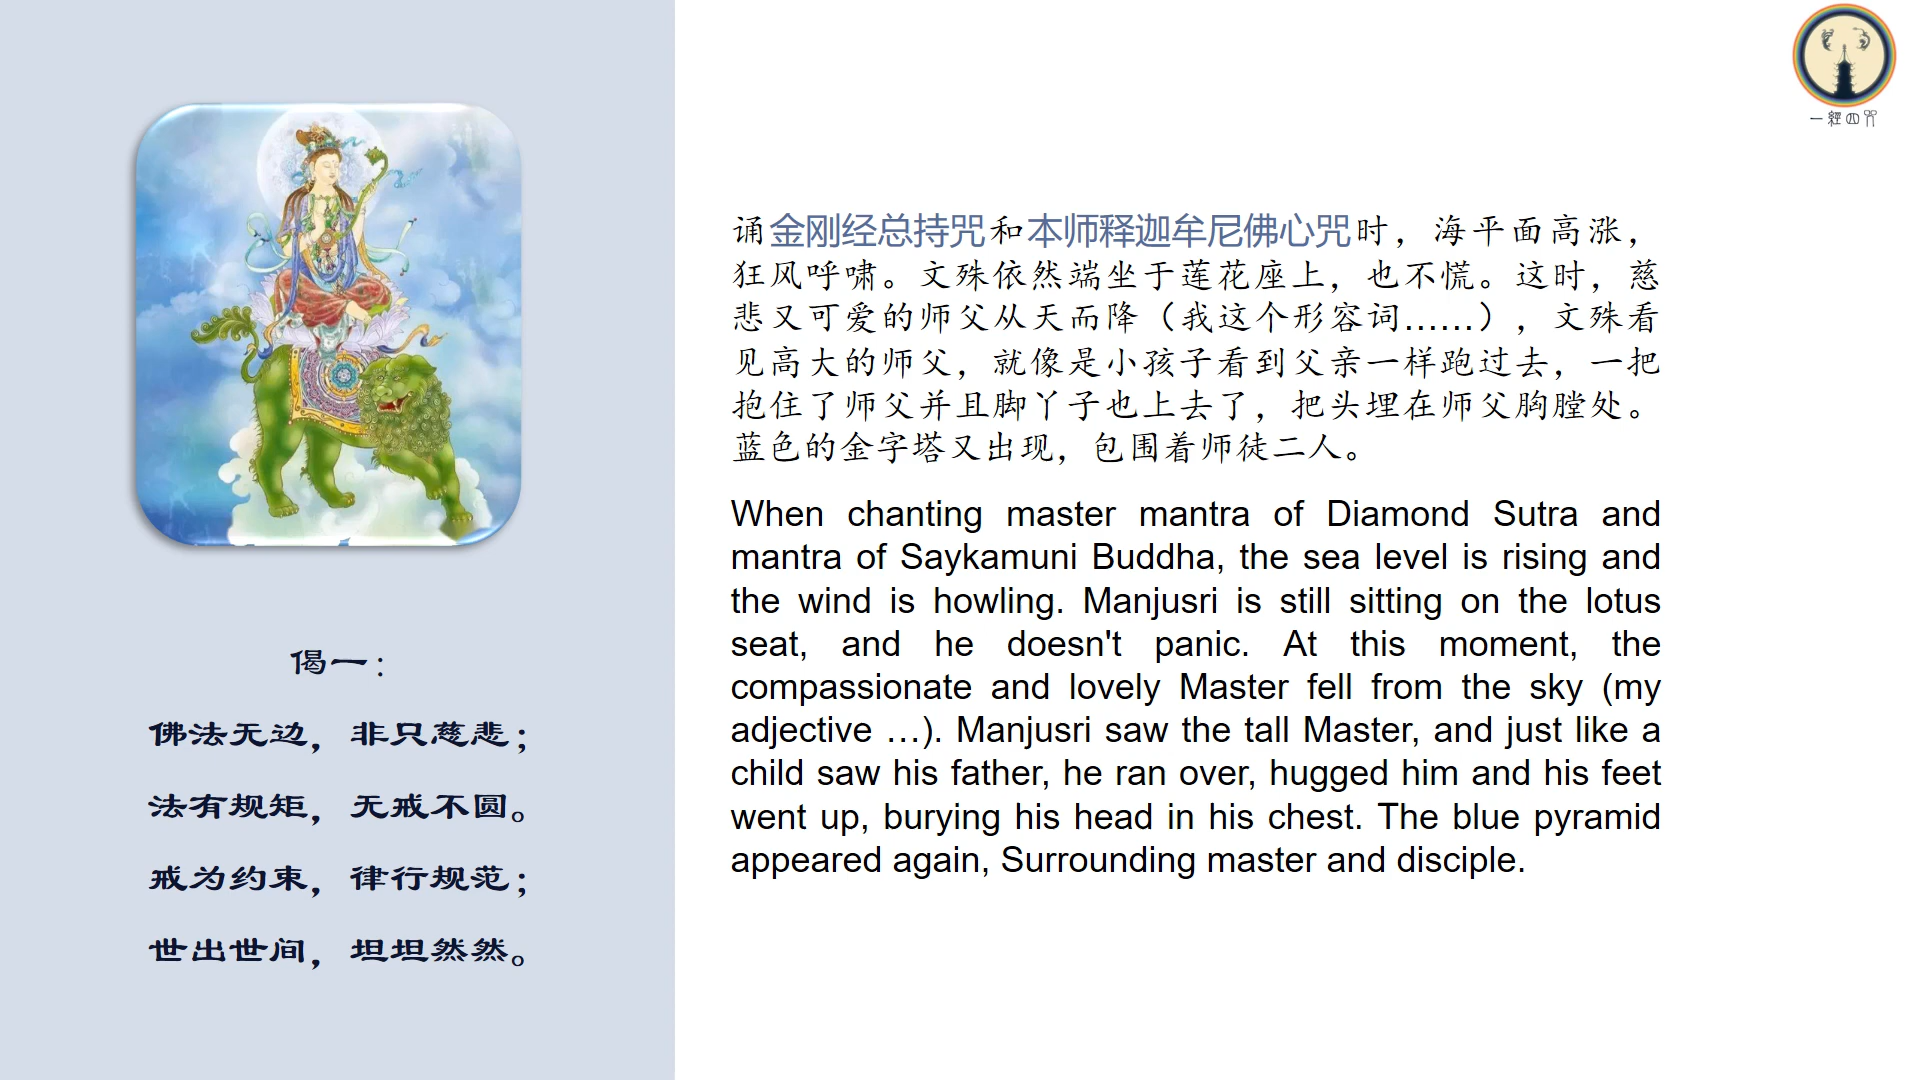 一經四咒
偈一：
佛法无边，非只慈悲；
法有规矩，无戒不圆。
戒为约束，律行规范；
世出世间，坦坦然然。
诵金刚经总持咒和本师释迦牟尼佛心咒时，海平面高涨，
狂风呼啸。文殊依然端坐于莲花座上，也不慌。这时，慈
悲又可爱的师父从天而降（我这个形容词……），文殊看
见高大的师父，就像是小孩子看到父亲一样跑过去，一把
抱住了师父并且脚丫子也上去了，把头埋在师父胸膛处。
蓝色的金字塔又出现，包围着师徒二人。
When chanting master mantra of Diamond Sutra and
mantra of Saykamuni Buddha, the sea level is rising and
the wind is howling. Manjusri is still sitting on the lotus
seat, and he doesn't panic. At this moment, the
compassionate and lovely Master fell from the sky (my
adjective …). Manjusri saw the tall Master, and just like a
child saw his father, he ran over, hugged him and his feet
went up, burying his head in his chest. The blue pyramid
appeared again, Surrounding master and disciple.